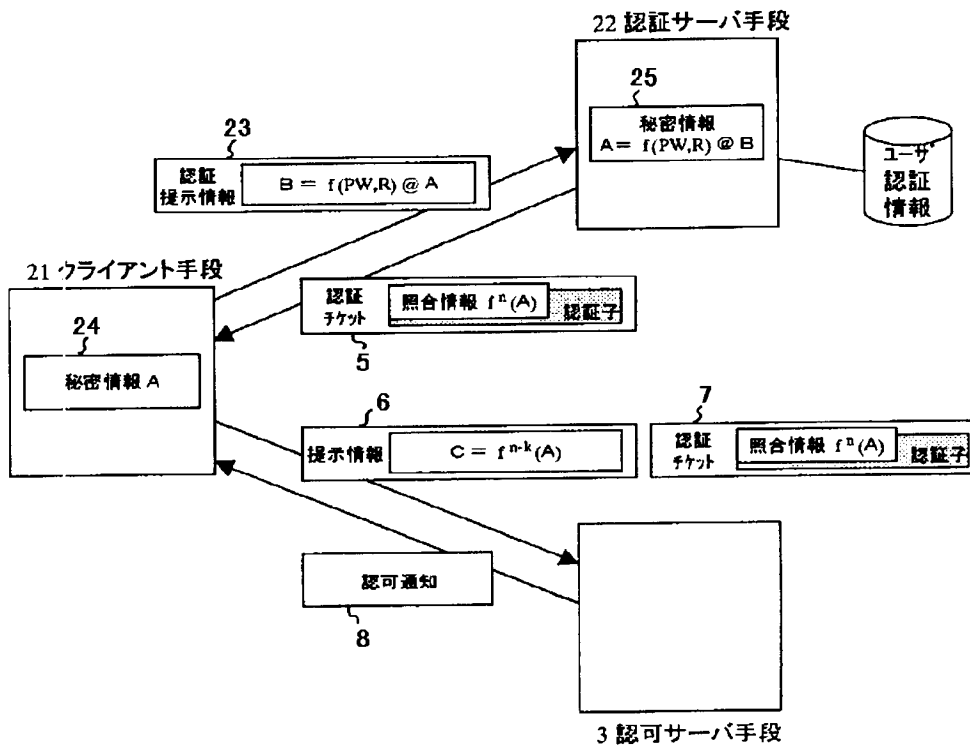 22 認証サーバ手段
25
秘密情報
A= f(PW,R) @ B
ユーザ
認証
情報
23
認証
提示情報
B = f(PW,R) @ A
21 クライアント手段
24
秘密情報 A
認証
チケット
照合情報 fⁿ(A)
認証子
5
6
提示情報
C = fⁿ⁻ᵏ(A)
7
認証
チケット
照合情報 fⁿ(A)
認証子
認可通知
8
3 認可サーバ手段